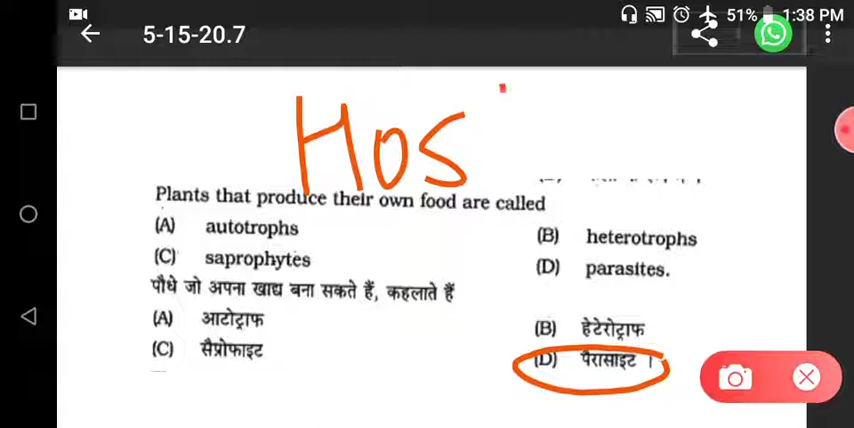 51% 1:38 PM
5-15-20.7
HOS
Plants that produce their own food are called
(A) autotrophs
(B) heterotrophs
(C) saprophytes
(D) parasites.
पौधे जो अपना खाद्य बना सकते हैं, कहलाते हैं
(A) आटोट्राफ
(B) हेटेरोट्राफ
(C) सैप्रोफाइट
(D) पैरासाइट ।